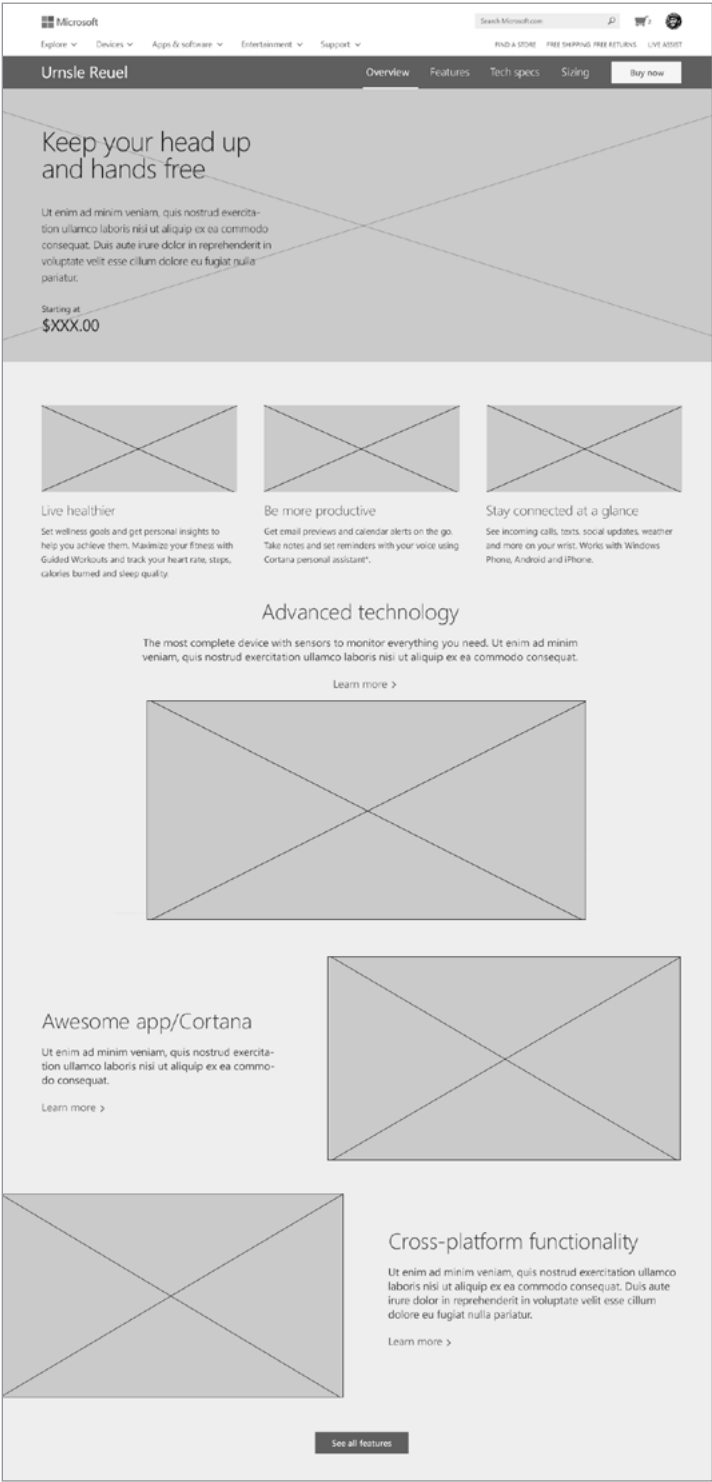 Microsoft
Search Microsoft.com
2
Explore Devices Apps & software Entertainment Support
FIND A STORE FREE SHIPPING. FREE RETURNS. LIVE ASSIST
Urnsle Reuel
Overview Features Tech specs Sizing Buy now
Keep your head up
and hands free
Ut enim ad minim veniam, quis nostrud exercita-
tion ullamco laboris nisi ut aliquip ex ea commodo
consequat. Duis aute irure dolor in reprehenderit in
voluptate velit esse cillum dolore eu fugiat nulla
pariatur.
Starting at
$XXX.00
Live healthier
Set wellness goals and get personal insights to
help you achieve them. Maximize your fitness with
Guided Workouts and track your heart rate, steps,
calories burned and sleep quality.
Be more productive
Get email previews and calendar alerts on the go.
Take notes and set reminders with your voice using
Cortana personal assistant*.
Stay connected at a glance
See incoming calls, texts, social updates, weather
and more on your wrist. Works with Windows
Phone, Android and iPhone.
Advanced technology
The most complete device with sensors to monitor everything you need. Ut enim ad minim
veniam, quis nostrud exercitation ullamco laboris nisi ut aliquip ex ea commodo consequat.
Learn more >
Awesome app/Cortana
Ut enim ad minim veniam, quis nostrud exercita-
tion ullamco laboris nisi ut aliquip ex ea commo-
do consequat.
Learn more >
Cross-platform functionality
Ut enim ad minim veniam, quis nostrud exercitation ullamco
laboris nisi ut aliquip ex ea commodo consequat. Duis aute
irure dolor in reprehenderit in voluptate velit esse cillum
dolore eu fugiat nulla pariatur.
Learn more >
See all features